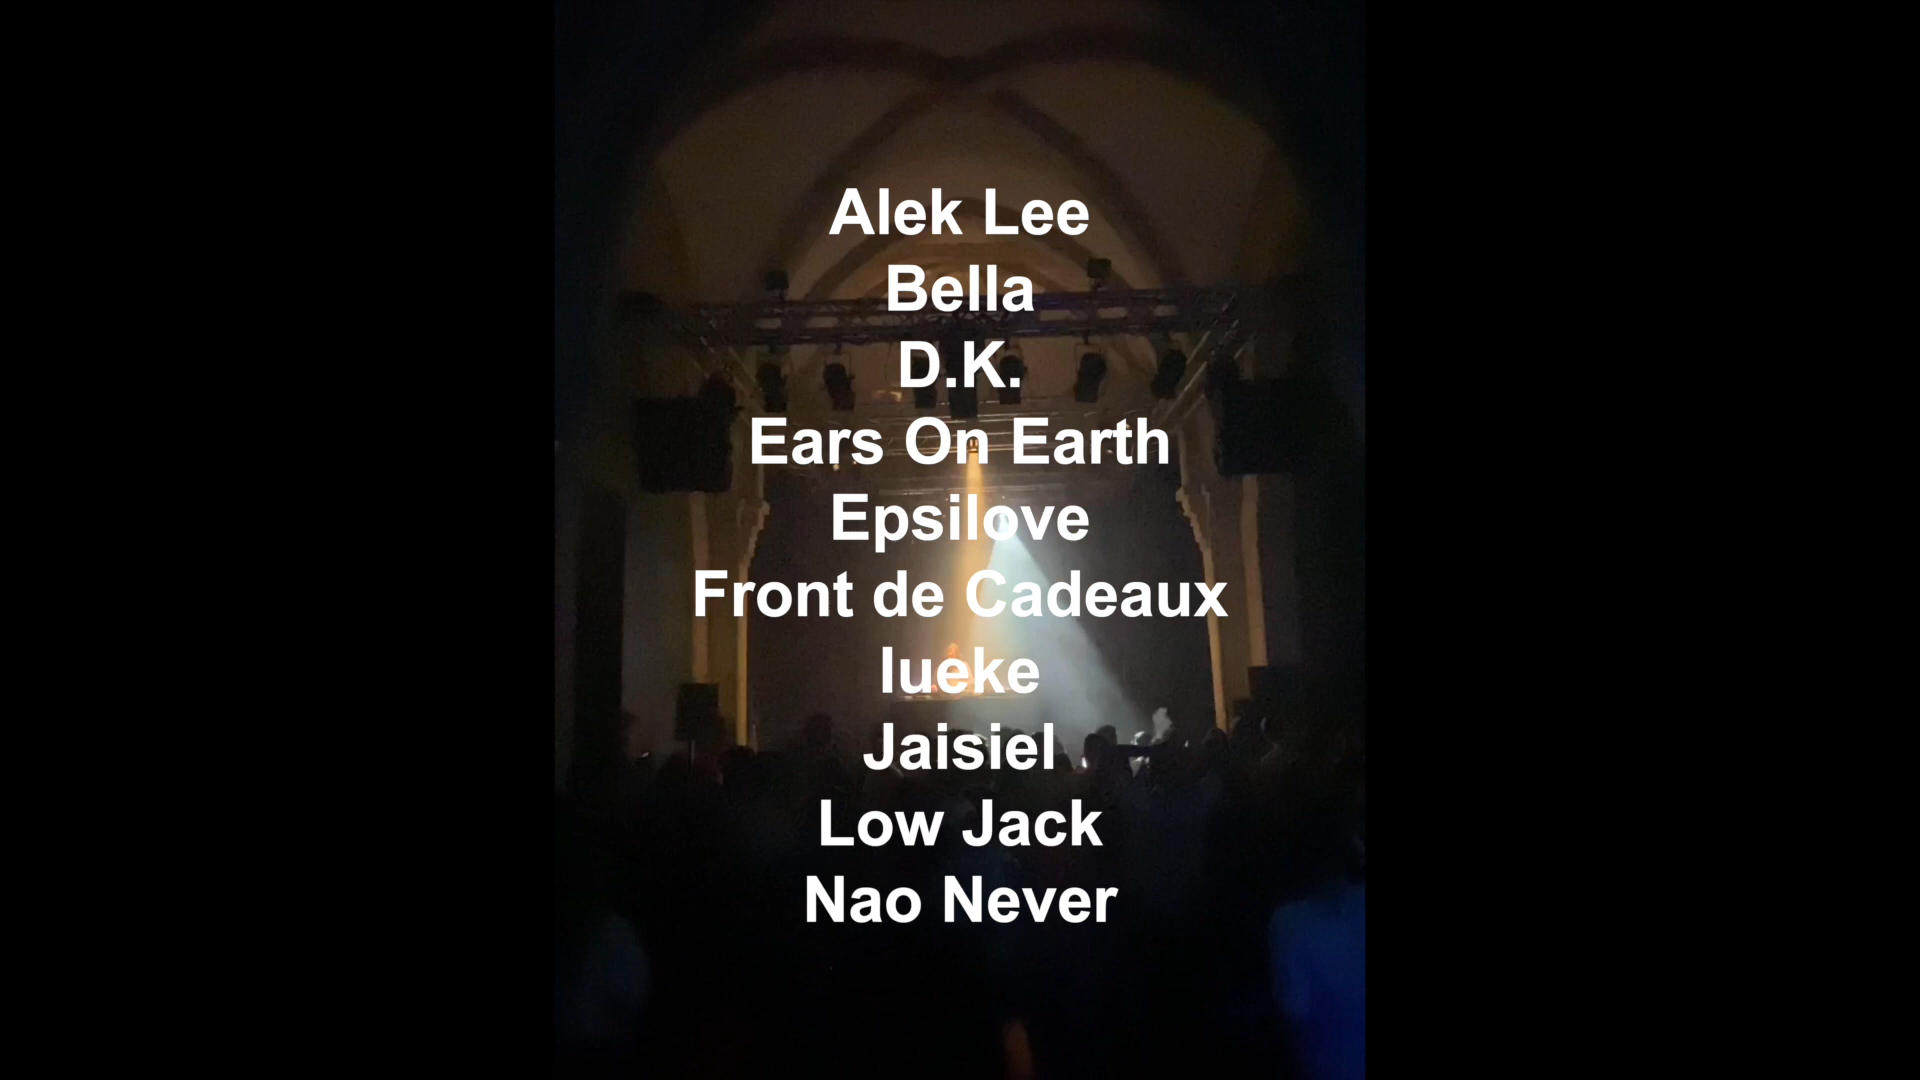 Alek Lee
Bella
D.K.
Ears On Earth
Epsilove
Front de Cadeaux
Iueke
Jaisiel
Low Jack
Nao Never